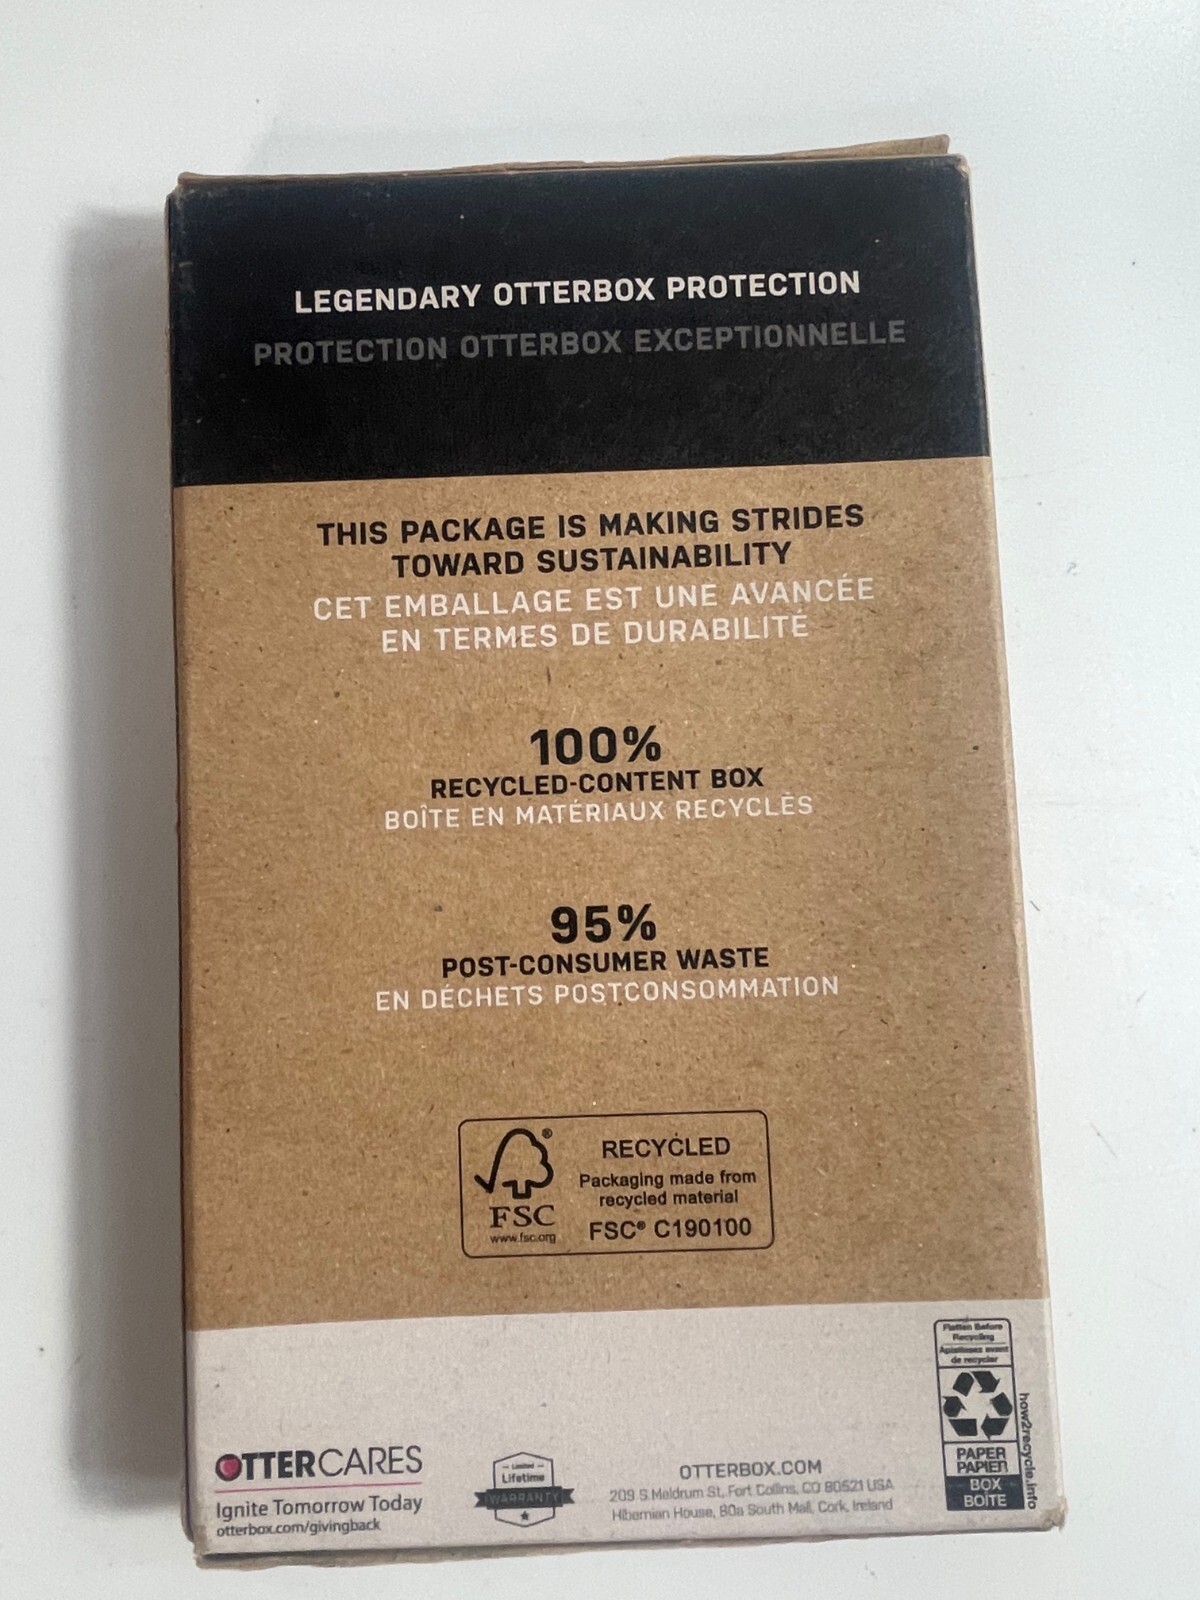 LEGENDARY OTTERBOX PROTECTION
PROTECTION OTTERBOX EXCEPTIONNELLE
THIS PACKAGE IS MAKING STRIDES
TOWARD SUSTAINABILITY
CET EMBALLAGE EST UNE AVANCÉE
EN TERMES DE DURABILITÉ
100%
RECYCLED-CONTENT BOX
BOÎTE EN MATÉRIAUX RECYCLÉS
95%
POST-CONSUMER WASTE
EN DÉCHETS POSTCONSOMMATION
FSC®
www.fsc.org
RECYCLED
Packaging made from
recycled material
FSC® C190100
OTTERCARES
Ignite Tomorrow Today
otterbox.com/givingback
Limited
Lifetime
WARRANTY
OTTERBOX.COM
209 S Meldrum St, Fort Collins, CO 80521 USA
Hibernian House, 80a South Mall, Cork, Ireland
Flatten Before
Recycling
Aplatissez avant
de recycler
PAPER
PAPIER
BOX
BOÎTE
how2recycle.info